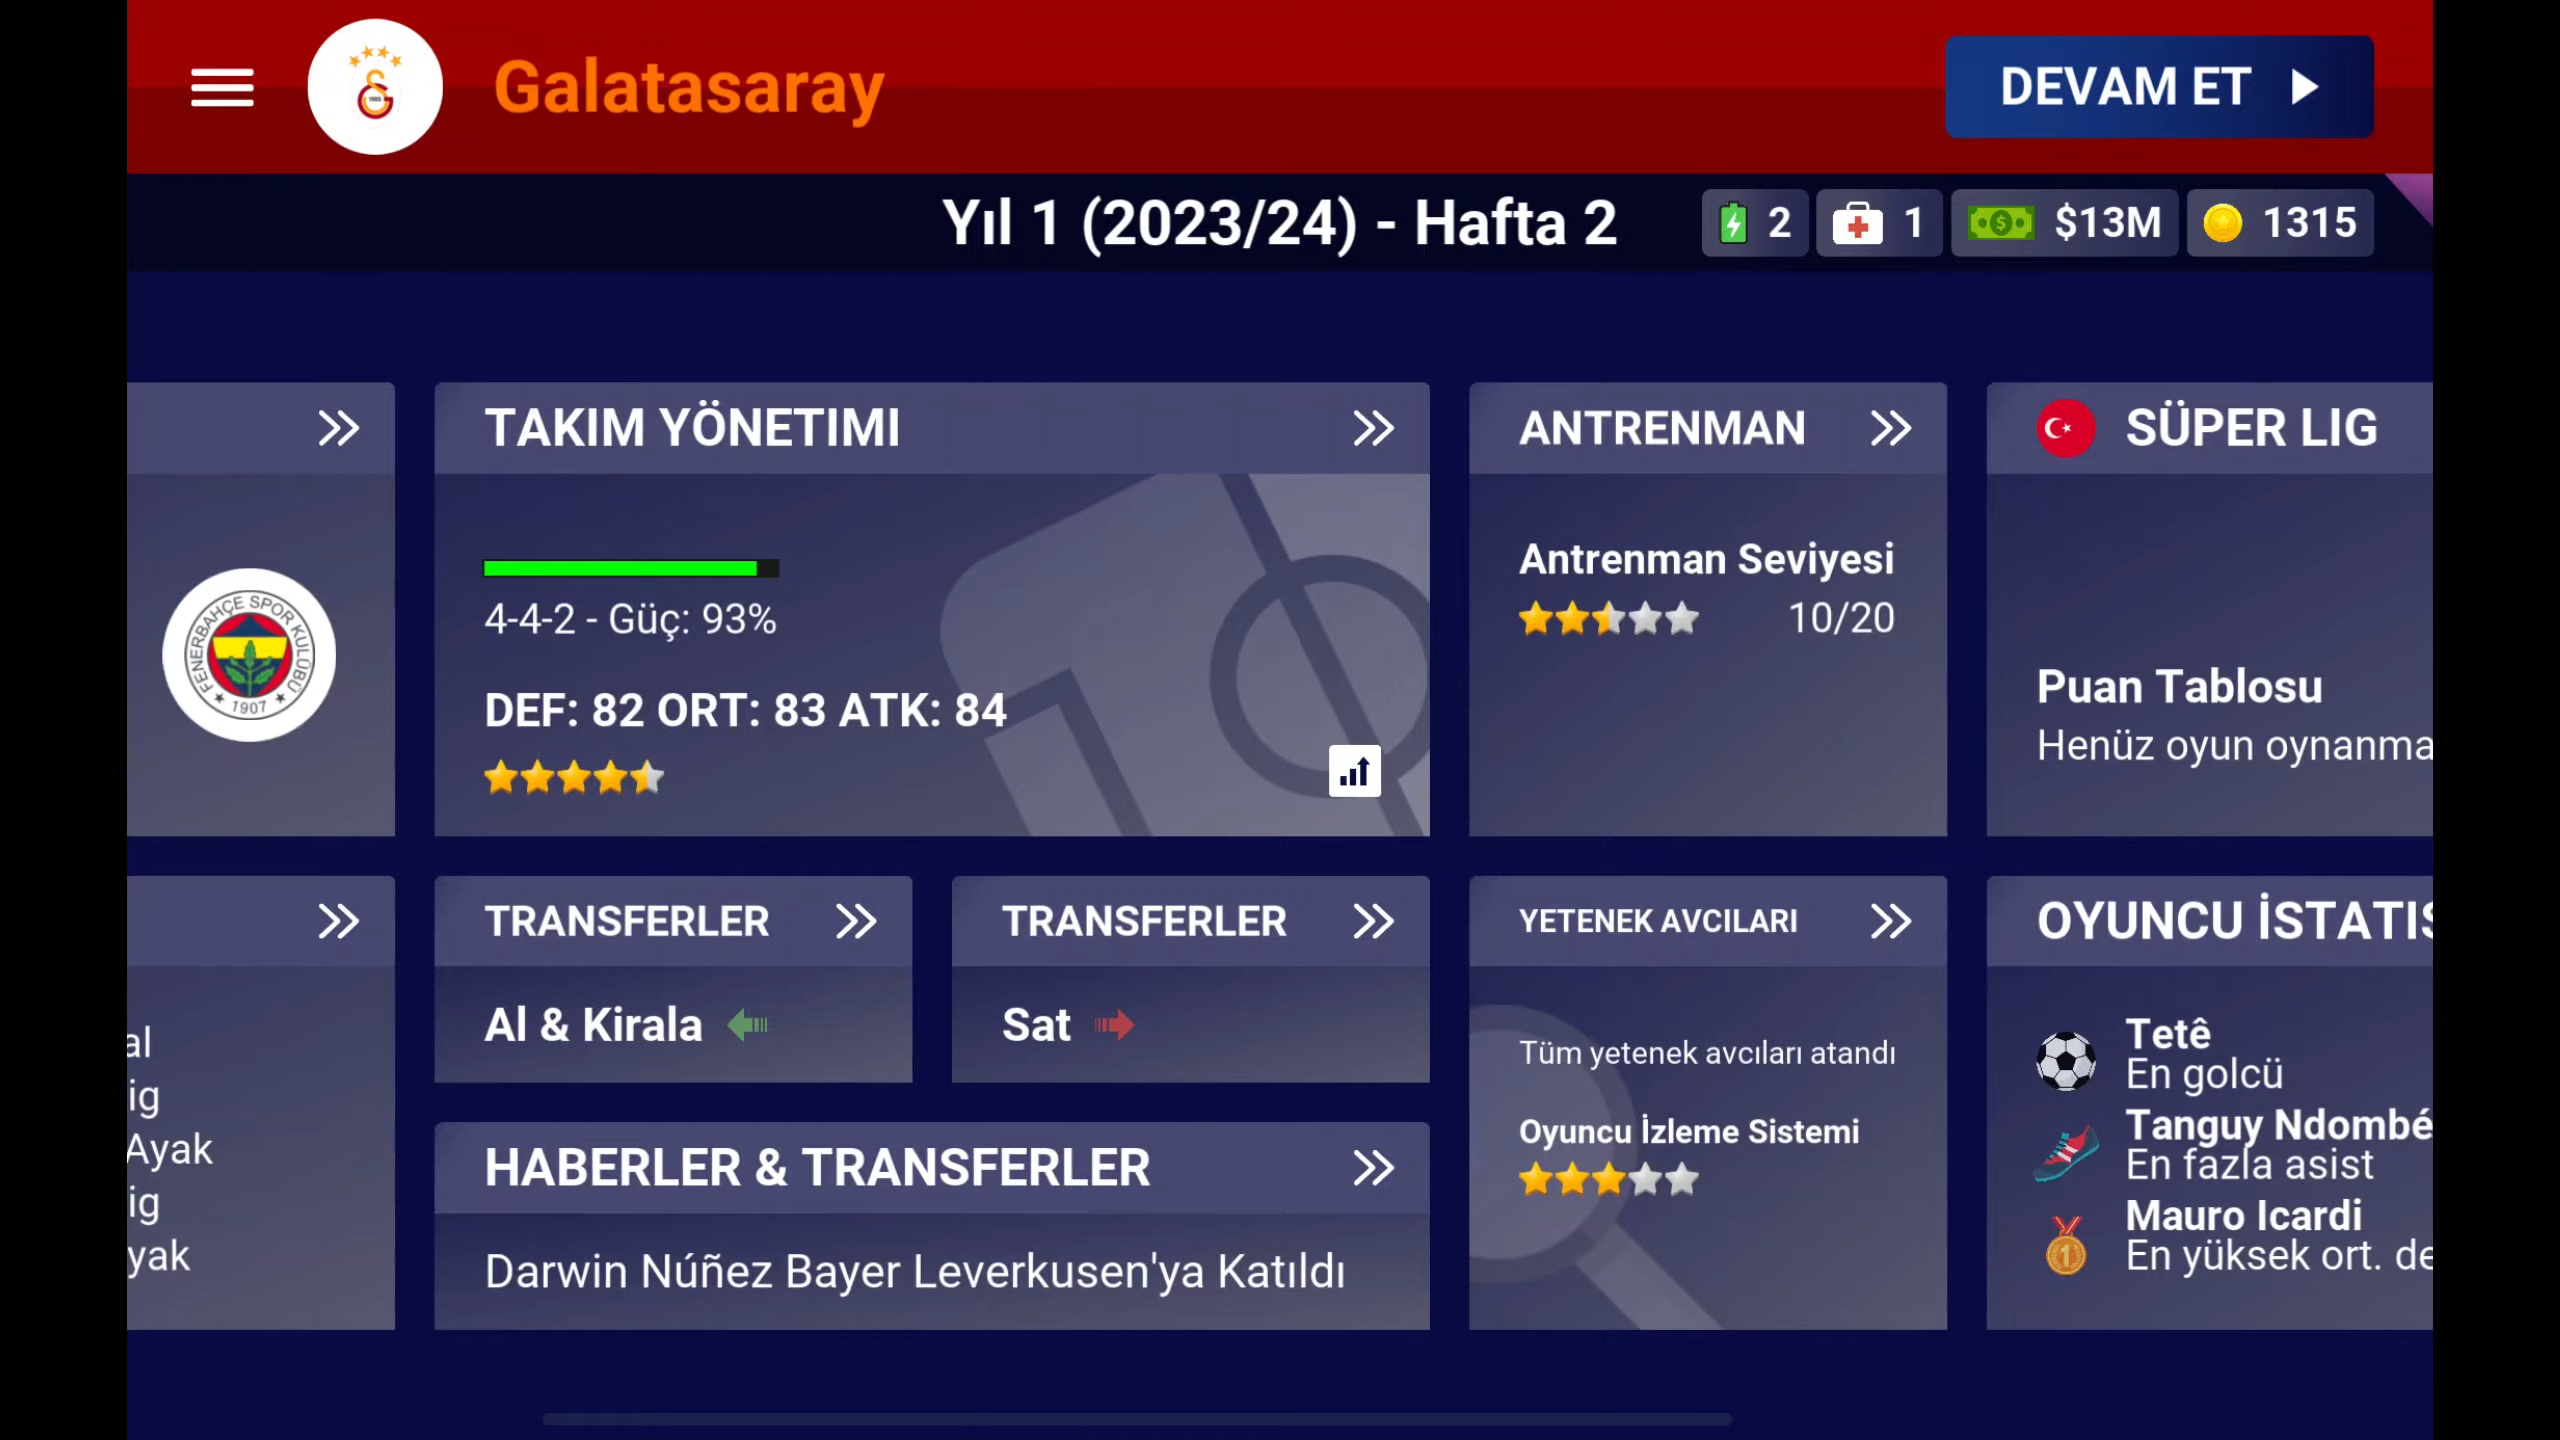 Galatasaray
DEVAM ET
Yıl 1 (2023/24) - Hafta 2
2
1
$13M
1315
FENERBAHÇE SPOR KULÜBÜ
1907
TAKIM YÖNETIMI
4-4-2 - Güç: 93%
DEF: 82 ORT: 83 ATK: 84
ANTRENMAN
Antrenman Seviyesi
10/20
SÜPER LIG
Puan Tablosu
Henüz oyun oynanma
al
ig
Ayak
ig
yak
TRANSFERLER
Al & Kirala
TRANSFERLER
Sat
HABERLER & TRANSFERLER
Darwin Núñez Bayer Leverkusen'ya Katıldı
YETENEK AVCILARI
Tüm yetenek avcıları atandı
Oyuncu İzleme Sistemi
OYUNCU İSTATIS
Tetê
En golcü
Tanguy Ndombé
En fazla asist
Mauro Icardi
En yüksek ort. de